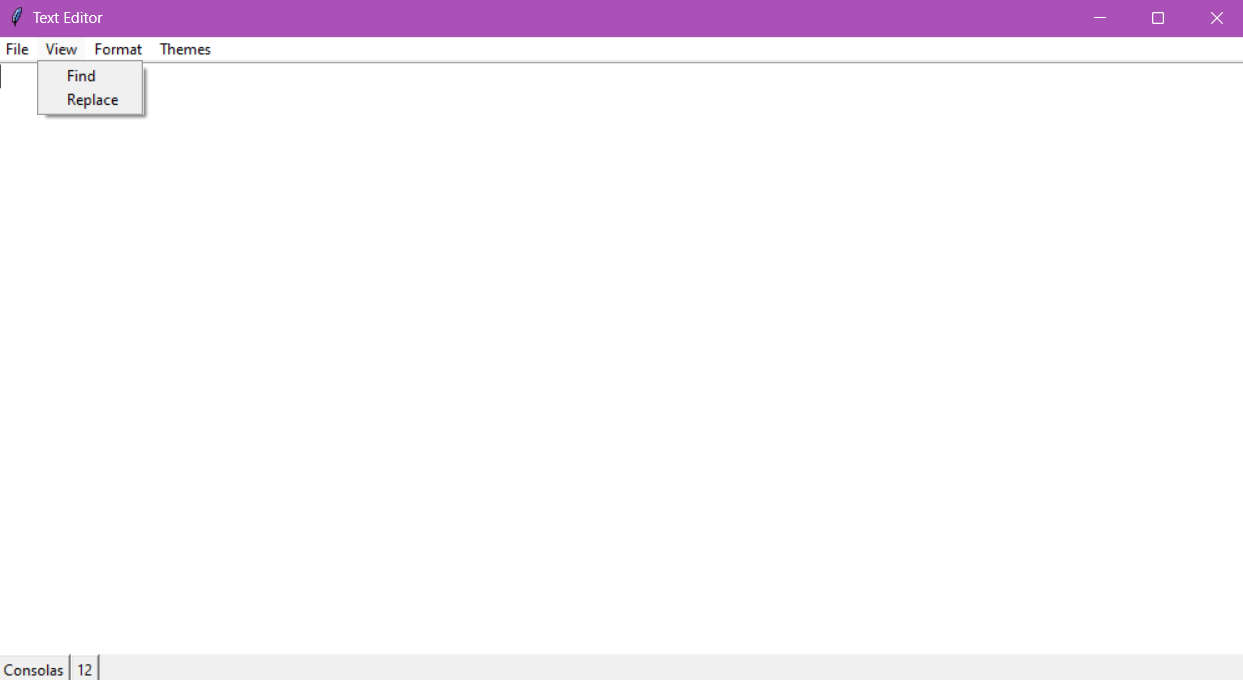 Text Editor
File View Format Themes
Find
Replace
Consolas 12